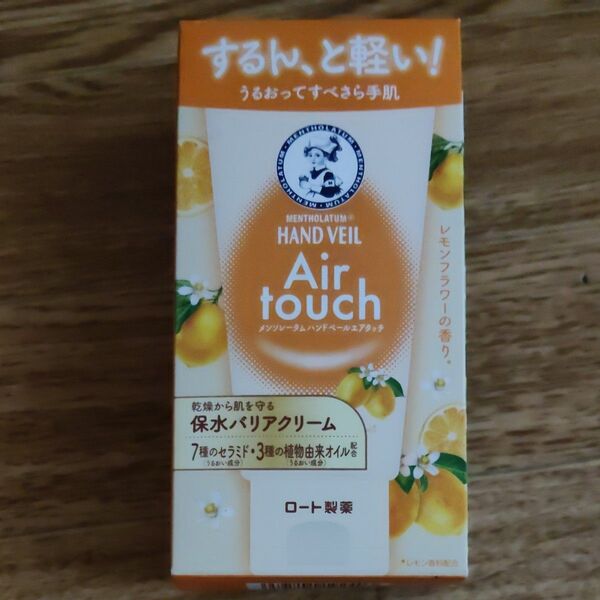 するん、と軽い!
うるおってすべさら手肌
MENTHOLATUM・MENTHOLATUM・MENTHOLATUM・MENTHOLATUM
MENTHOLATUM®
HAND VEIL
Air
touch
メンソレータム ハンドベールエアタッチ
レモンフラワーの香り*
乾燥から肌を守る
保水バリアクリーム
7種のセラミド・3種の植物由来オイル配合
(うるおい成分) (うるおい成分)
ロート製薬
*レモン香料配合